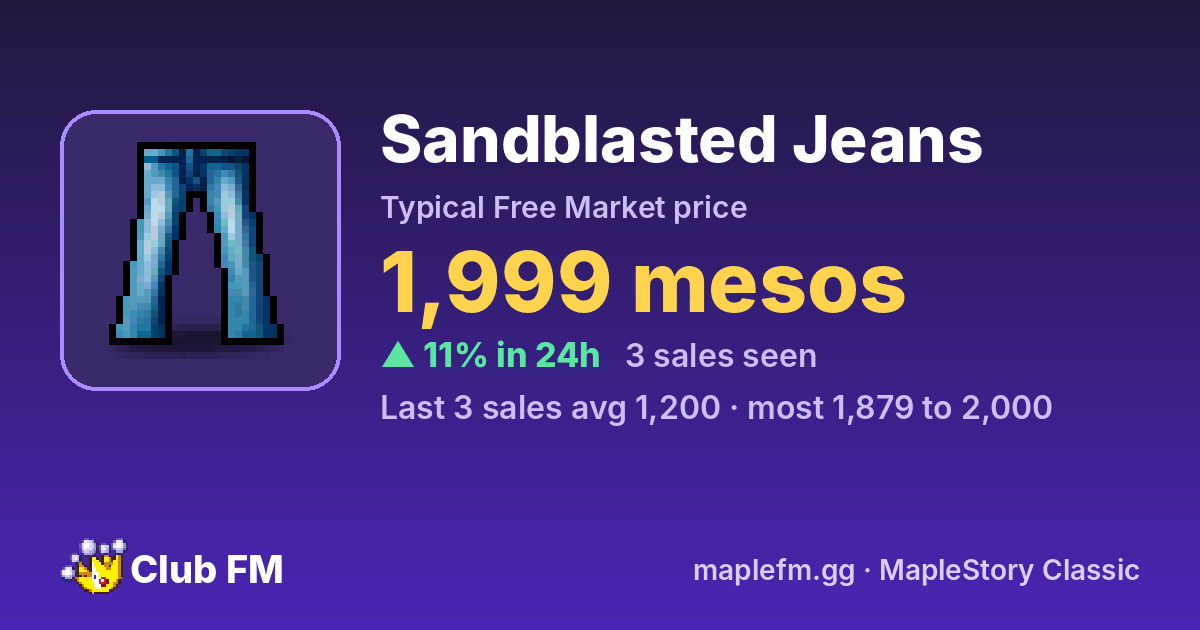 Sandblasted Jeans
Typical Free Market price
1,999 mesos
▲ 11% in 24h 3 sales seen
Last 3 sales avg 1,200 · most 1,879 to 2,000
Club FM
maplefm.gg · MapleStory Classic